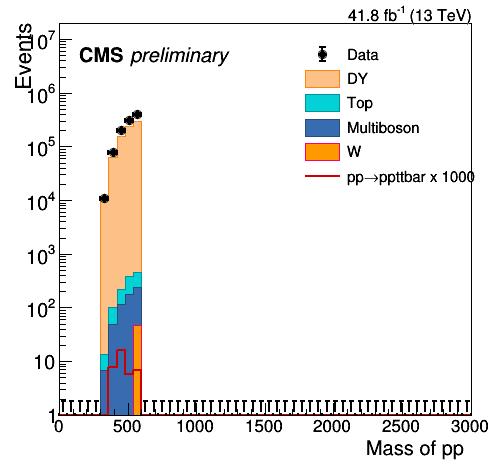 41.8 fb⁻¹ (13 TeV)
Events
CMS preliminary
Data
DY
Top
Multiboson
W
pp→ppttbar x 1000
10⁷
10⁶
10⁵
10⁴
10³
10²
10
1
0 500 1000 1500 2000 2500 3000
Mass of pp